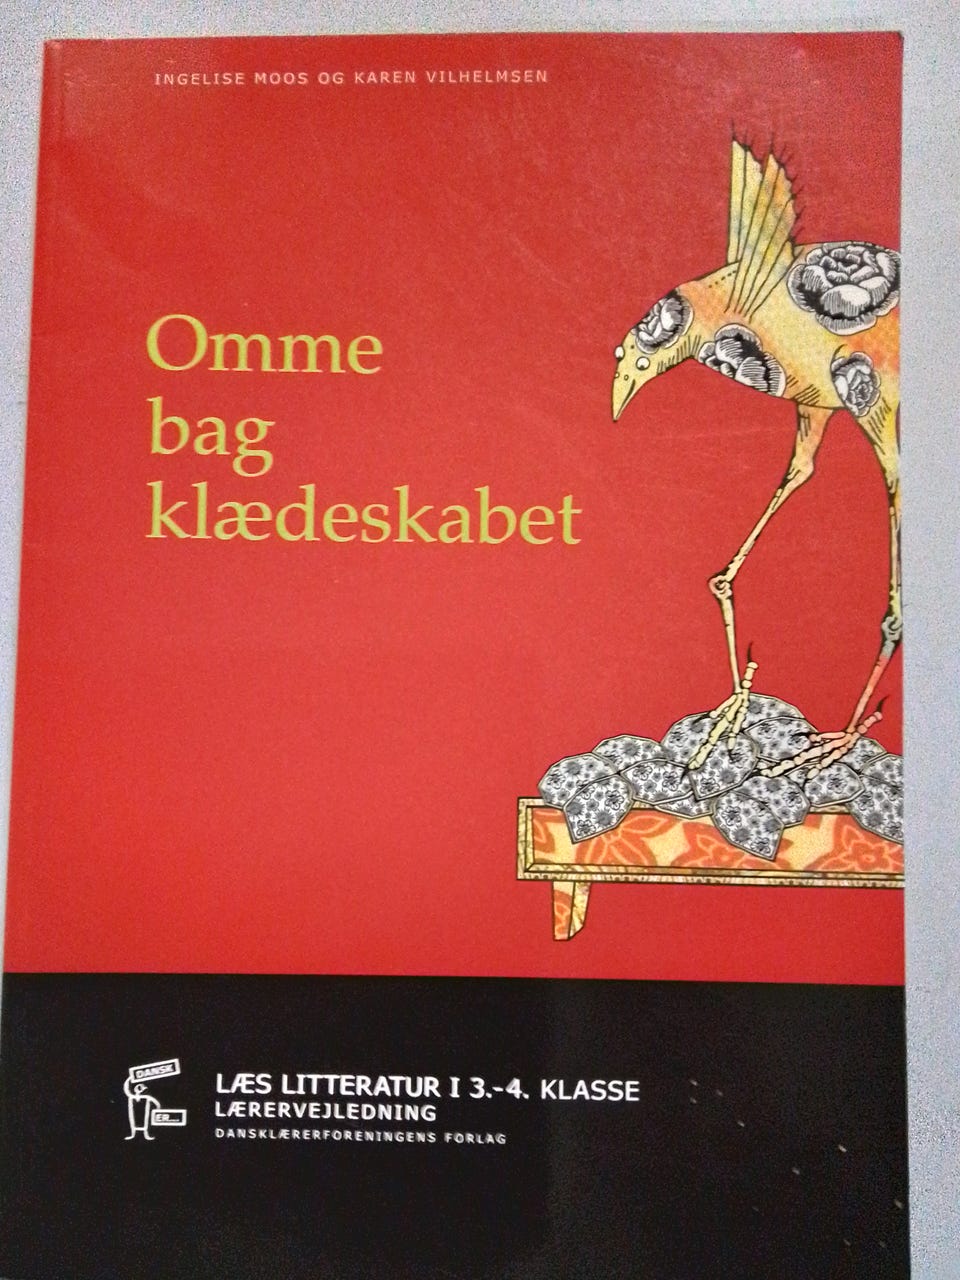 INGELISE MOOS OG KAREN VILHELMSEN
Omme
bag
klædeskabet
DANSK
ER....
LÆS LITTERATUR I 3.-4. KLASSE
LÆRERVEJLEDNING
DANSKLÆRERFORENINGENS FORLAG